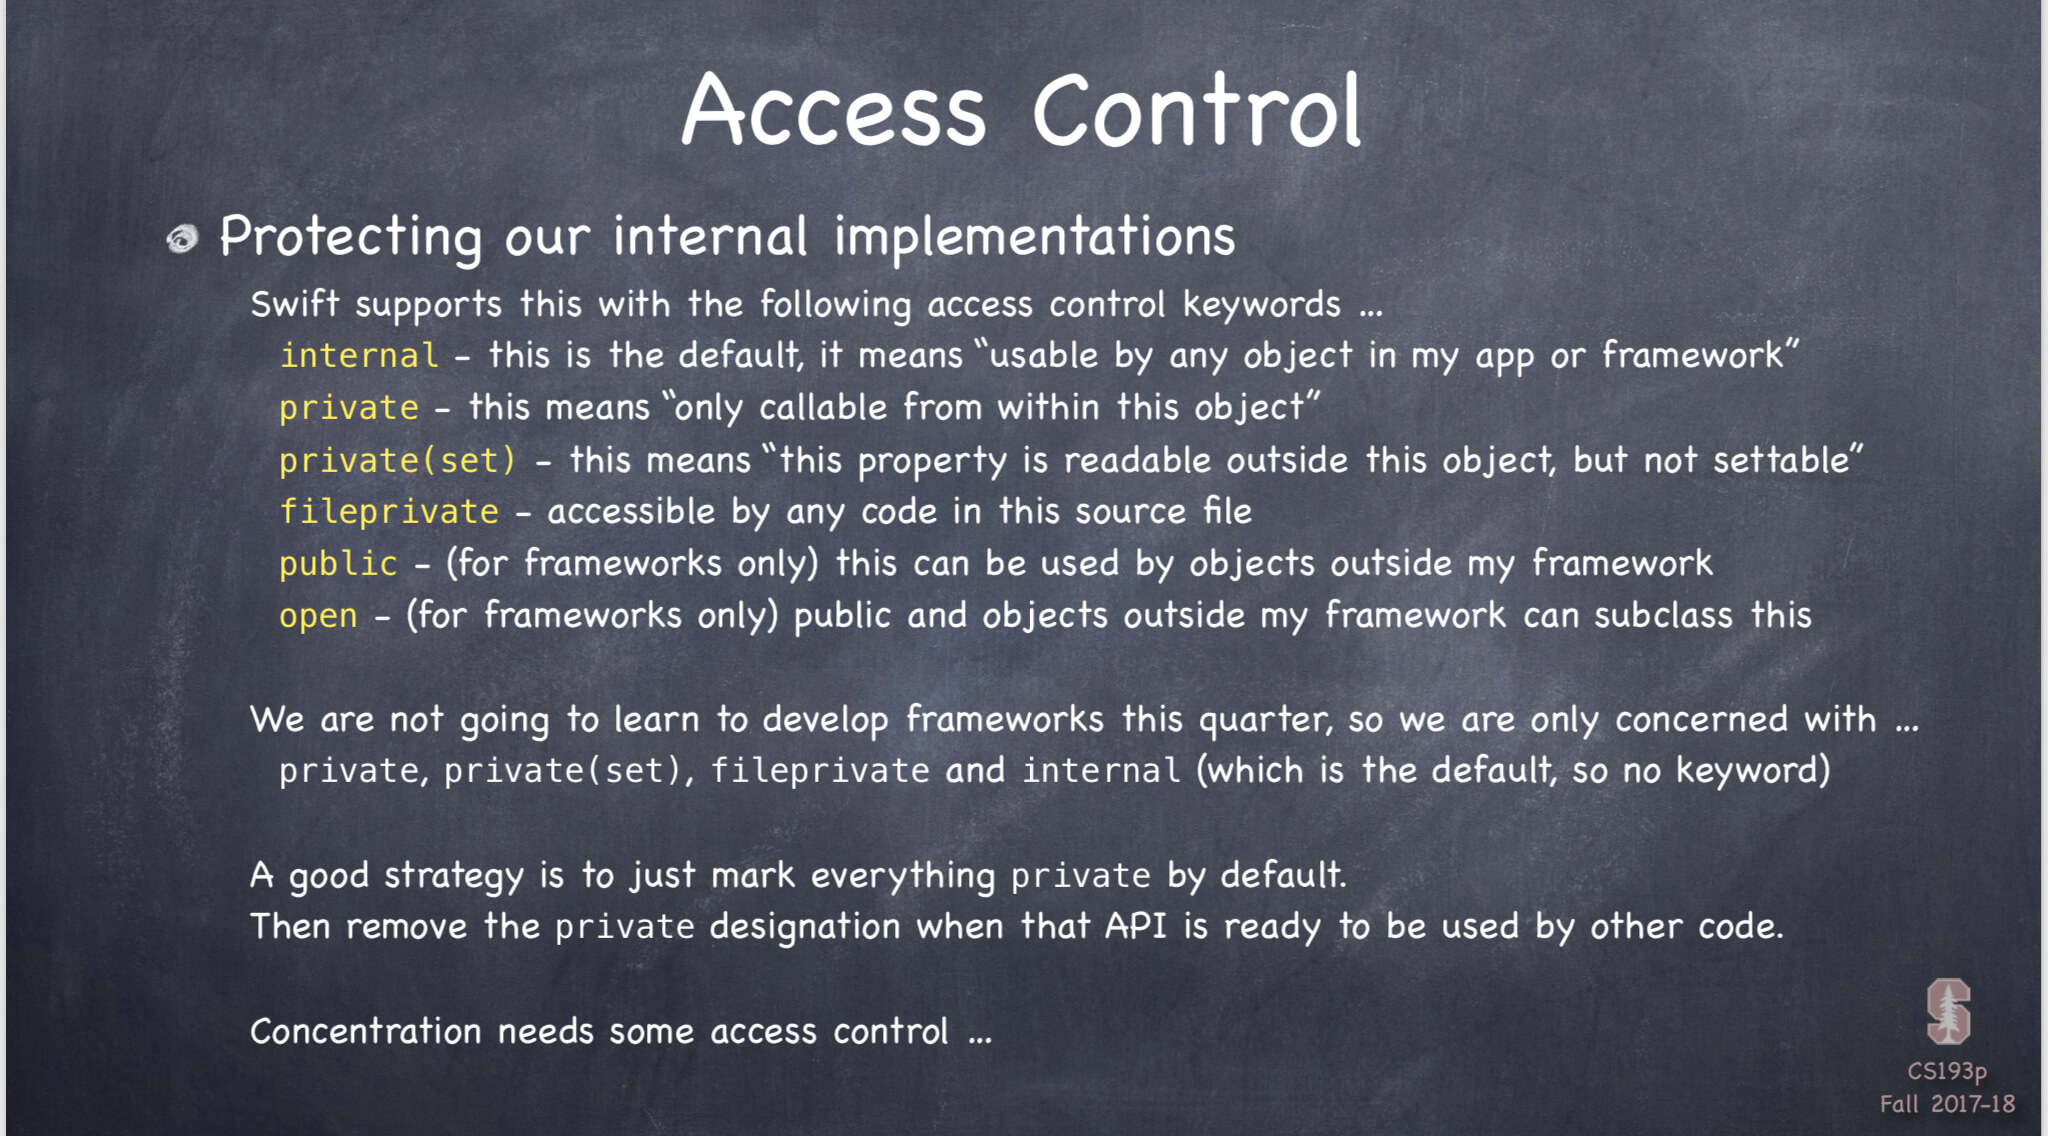 Access Control
Protecting our internal implementations
Swift supports this with the following access control keywords ...
internal - this is the default, it means “usable by any object in my app or framework”
private - this means “only callable from within this object”
private(set) - this means “this property is readable outside this object, but not settable”
fileprivate - accessible by any code in this source file
public - (for frameworks only) this can be used by objects outside my framework
open - (for frameworks only) public and objects outside my framework can subclass this
We are not going to learn to develop frameworks this quarter, so we are only concerned with ...
private, private(set), fileprivate and internal (which is the default, so no keyword)
A good strategy is to just mark everything private by default.
Then remove the private designation when that API is ready to be used by other code.
Concentration needs some access control ...
S
CS193p
Fall 2017-18